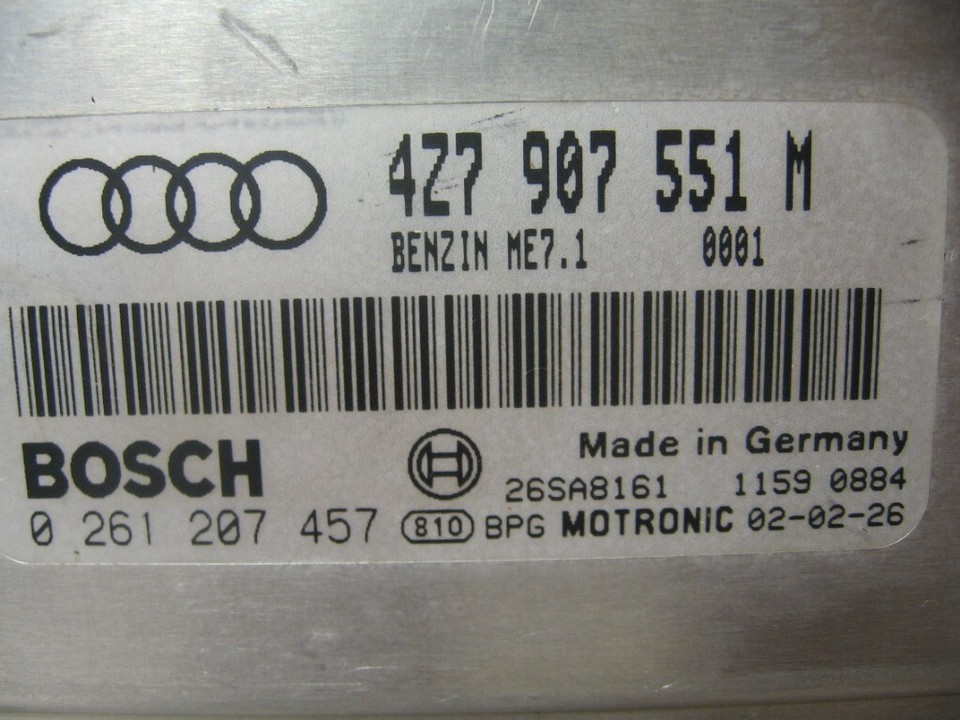 4Z7 907 551 M
BENZIN ME7.1 0001
BOSCH
Made in Germany
26SA8161 1159 0884
0 261 207 457 810 BPG MOTRONIC 02-02-26